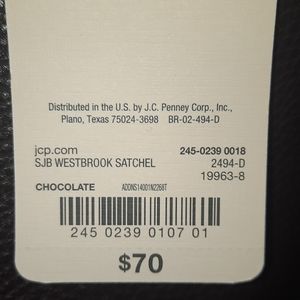 Distributed in the U.S. by J.C. Penney Corp., Inc.,
Plano, Texas 75024-3698 BR-02-494-D
jcp.com 245-0239 0018
SJB WESTBROOK SATCHEL 2494-D
19963-8
CHOCOLATE ADDNS14001N2268T
245 0239 0107 01
$70